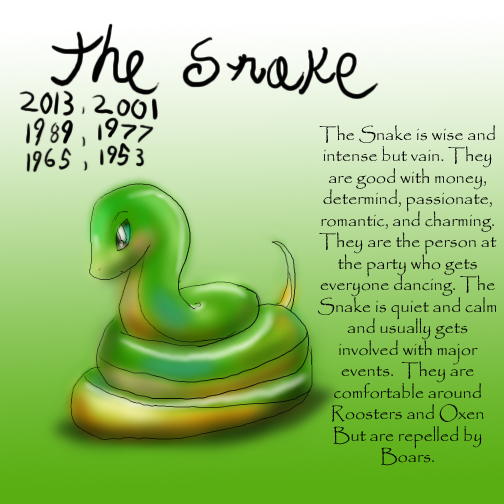 The Snake
2013, 2001
1989, 1977
1965, 1953
The Snake is wise and
intense but vain. They
are good with money,
determind, passionate,
romantic, and charming.
They are the person at
the party who gets
everyone dancing. The
Snake is quiet and calm
and usually gets
involved with major
events. They are
comfortable around
Roosters and Oxen
But are repelled by
Boars.